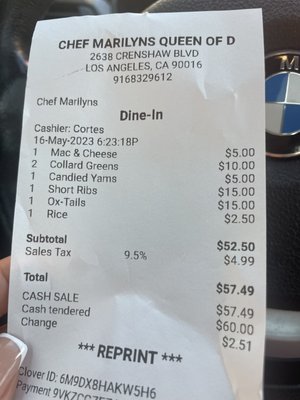 CHEF MARILYNS QUEEN OF D
2638 CRENSHAW BLVD
LOS ANGELES, CA 90016
9168329612
Chef Marilyns
Dine-In
Cashier: Cortes
16-May-2023 6:23:18P
1 Mac & Cheese $5.00
2 Collard Greens $10.00
1 Candied Yams $5.00
1 Short Ribs $15.00
1 Ox-Tails $15.00
1 Rice $2.50
Subtotal $52.50
Sales Tax 9.5% $4.99
Total $57.49
CASH SALE $57.49
Cash tendered $60.00
Change $2.51
*** REPRINT ***
Clover ID: 6M9DX8HAKW5H6
Payment